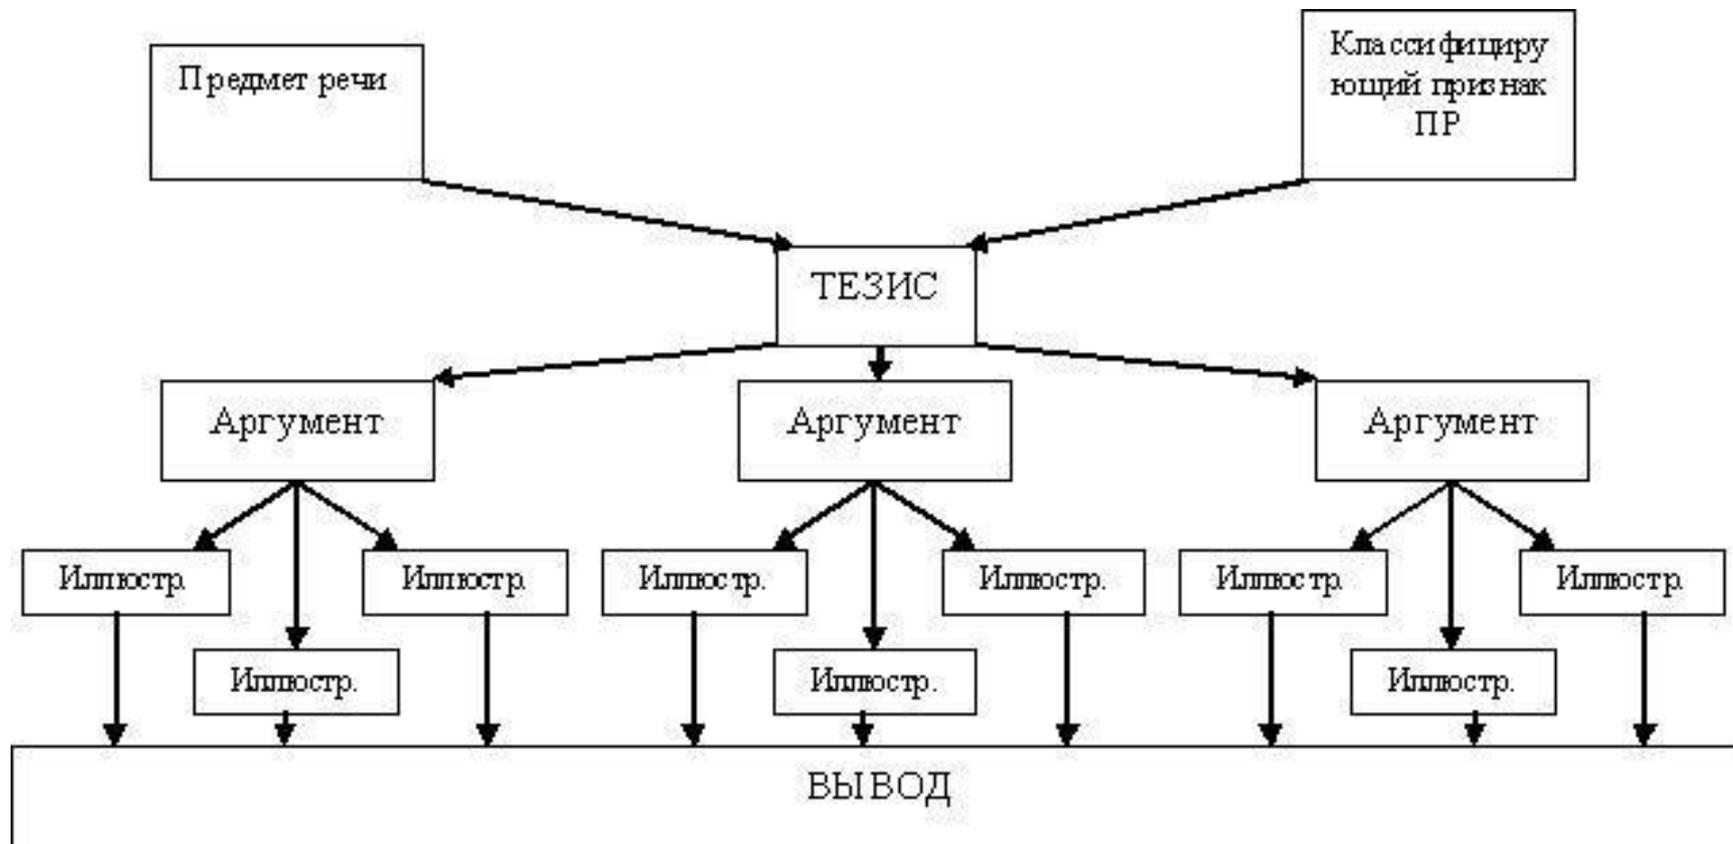 Предмет речи
Классифициру
ющий признак
ПР
ТЕЗИС
Аргумент
Аргумент
Аргумент
Иллюстр.
Иллюстр.
Иллюстр.
Иллюстр.
Иллюстр.
Иллюстр.
Иллюстр.
Иллюстр.
Иллюстр.
ВЫВОД